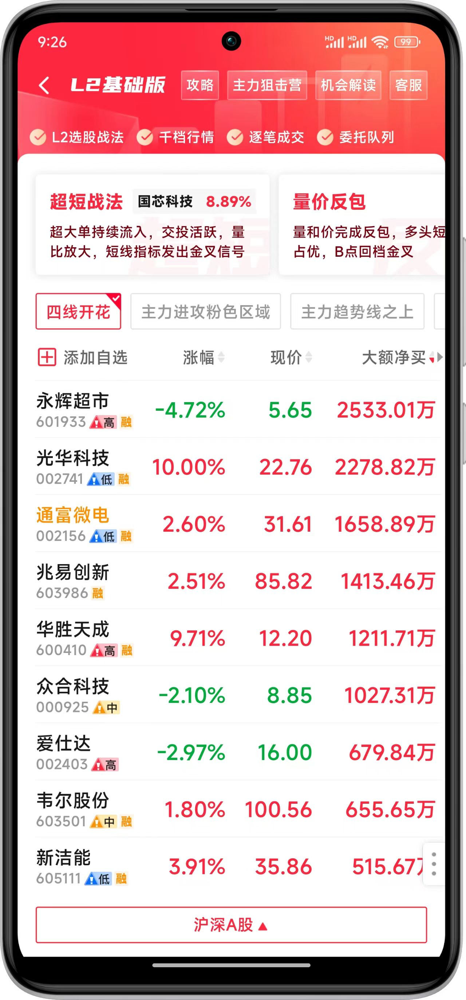 9:26 HD HD 99
L2基础版 攻略 主力狙击营 机会解读 客服
L2选股战法 千档行情 逐笔成交 委托队列
超短战法 国芯科技 8.89%
超大单持续流入，交投活跃，量
比放大，短线指标发出金叉信号
量价反包
量和价完成反包，多头短
占优，B点回档金叉
四线开花 主力进攻粉色区域 主力趋势线之上
添加自选 涨幅 现价 大额净买
永辉超市 -4.72% 5.65 2533.01万
601933 高 融
光华科技 10.00% 22.76 2278.82万
002741 低 融
通富微电 2.60% 31.61 1658.89万
002156 低 融
兆易创新 2.51% 85.82 1413.46万
603986 融
华胜天成 9.71% 12.20 1211.71万
600410 高 融
众合科技 -2.10% 8.85 1027.31万
000925 中
爱仕达 -2.97% 16.00 679.84万
002403 高
韦尔股份 1.80% 100.56 655.65万
603501 中 融
新洁能 3.91% 35.86 515.67万
605111 低 融
沪深A股